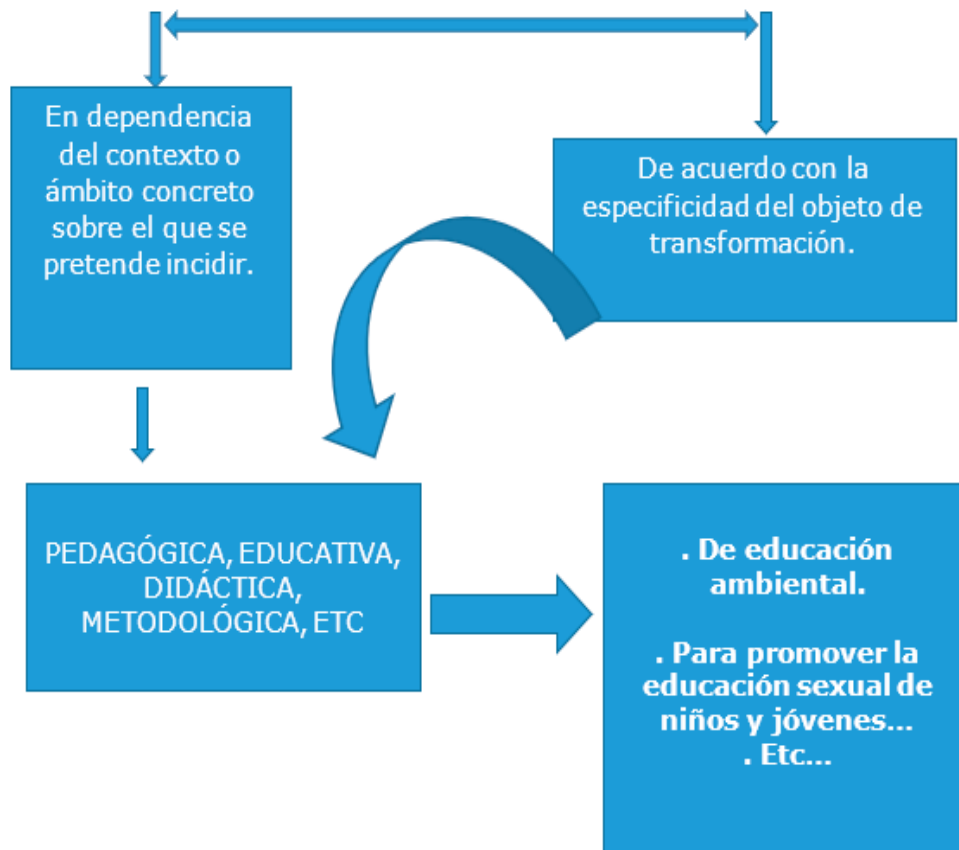 En dependencia
del contexto o
ámbito concreto
sobre el que se
pretende incidir.
De acuerdo con la
especificidad del objeto de
transformación.
PEDAGÓGICA, EDUCATIVA,
DIDÁCTICA,
METODOLÓGICA, ETC
. De educación
ambiental.
. Para promover la
educación sexual de
niños y jóvenes...
. Etc...